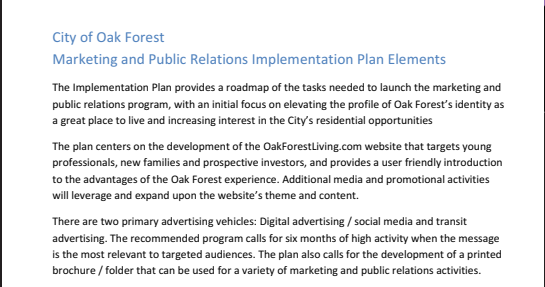 City of Oak Forest
Marketing and Public Relations Implementation Plan Elements
The Implementation Plan provides a roadmap of the tasks needed to launch the marketing and
public relations program, with an initial focus on elevating the profile of Oak Forest's identity as
a great place to live and increasing interest in the City's residential opportunities
The plan centers on the development of the OakForestLiving.com website that targets young
professionals, new families and prospective investors, and provides a user friendly introduction
to the advantages of the Oak Forest experience. Additional media and promotional activities
will leverage and expand upon the website's theme and content.
There are two primary advertising vehicles: Digital advertising / social media and transit
advertising. The recommended program calls for six months of high activity when the message
is the most relevant to targeted audiences. The plan also calls for the development of a printed
brochure / folder that can be used for a variety of marketing and public relations activities.